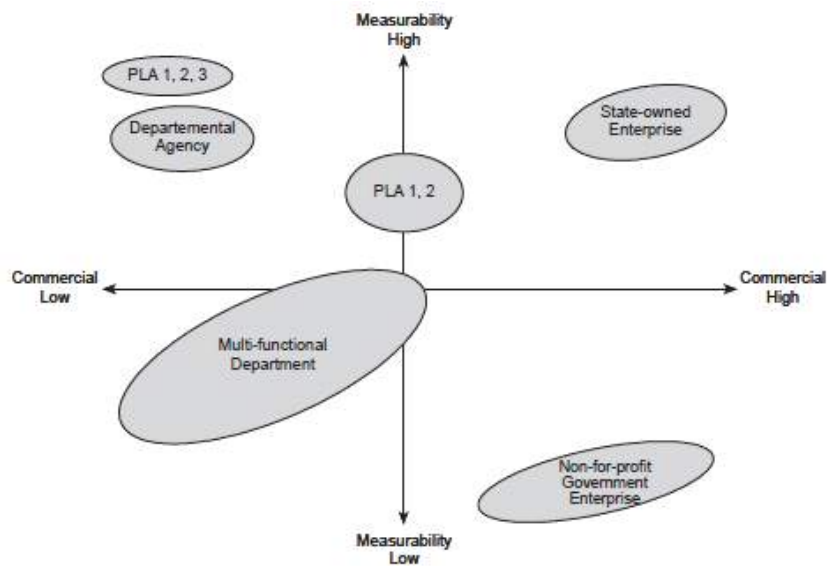 Measurability
High
PLA 1, 2, 3
Departemental
Agency
State-owned
Enterprise
PLA 1, 2
Commercial
Low
Commercial
High
Multi-functional
Department
Non-for-profit
Government
Enterprise
Measurability
Low